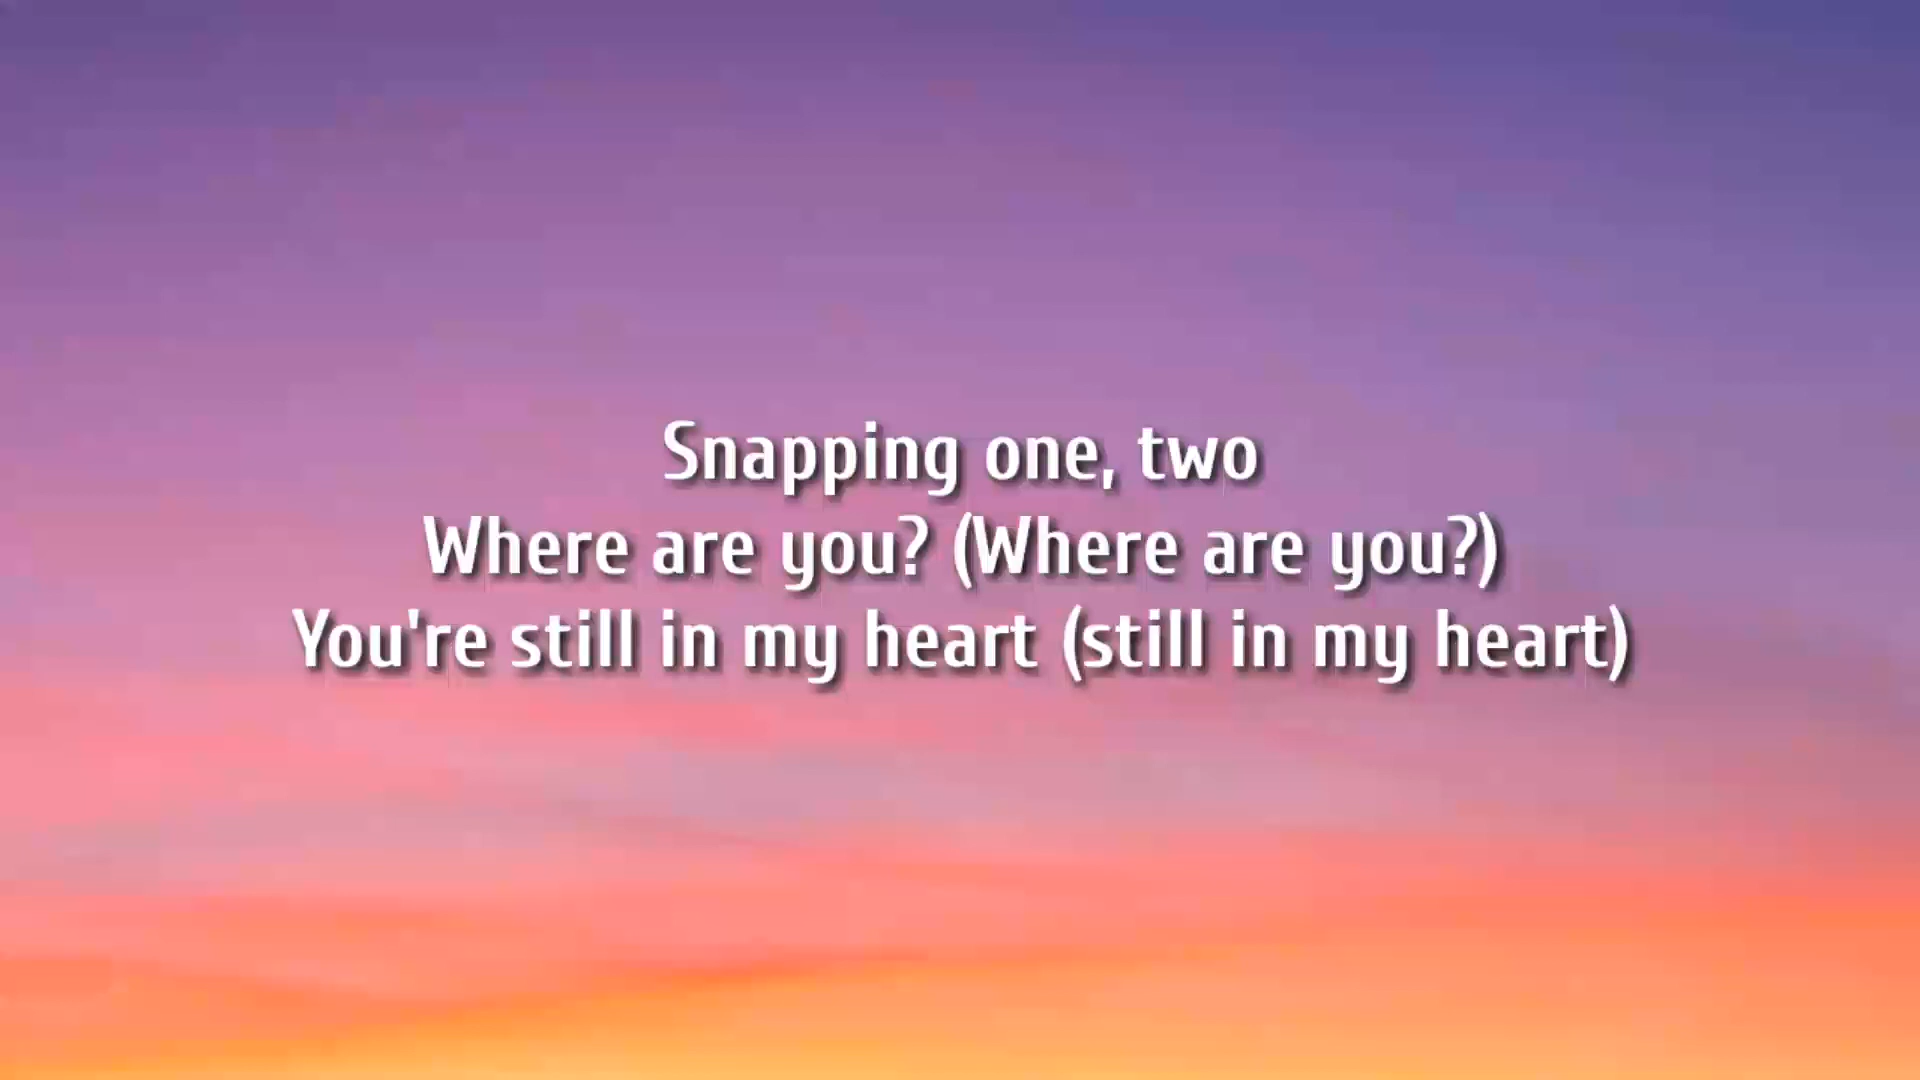 Snapping one, two
Where are you? (Where are you?)
You're still in my heart (still in my heart)